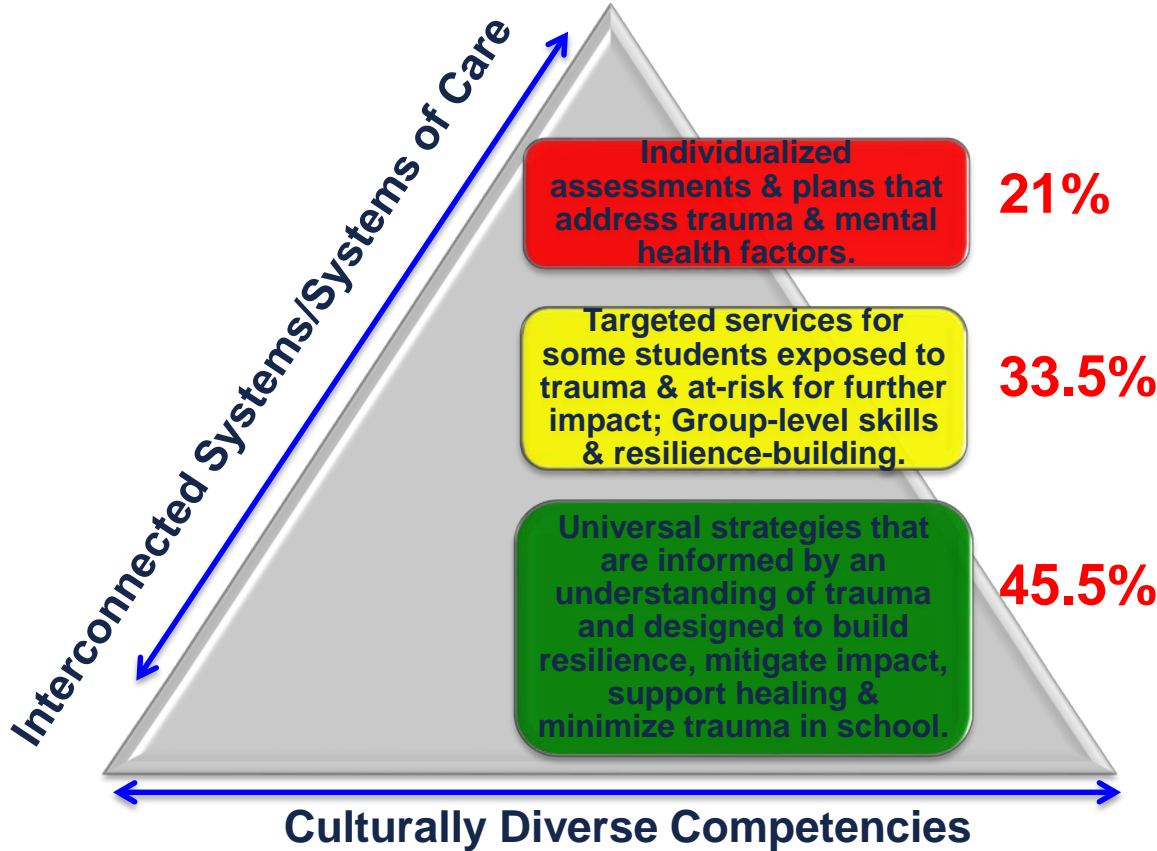 Interconnected Systems/Systems of Care
Individualized
assessments & plans that
address trauma & mental
health factors.
21%
Targeted services for
some students exposed to
trauma & at-risk for further
impact; Group-level skills
& resilience-building.
33.5%
Universal strategies that
are informed by an
understanding of trauma
and designed to build
resilience, mitigate impact,
support healing &
minimize trauma in school.
45.5%
Culturally Diverse Competencies